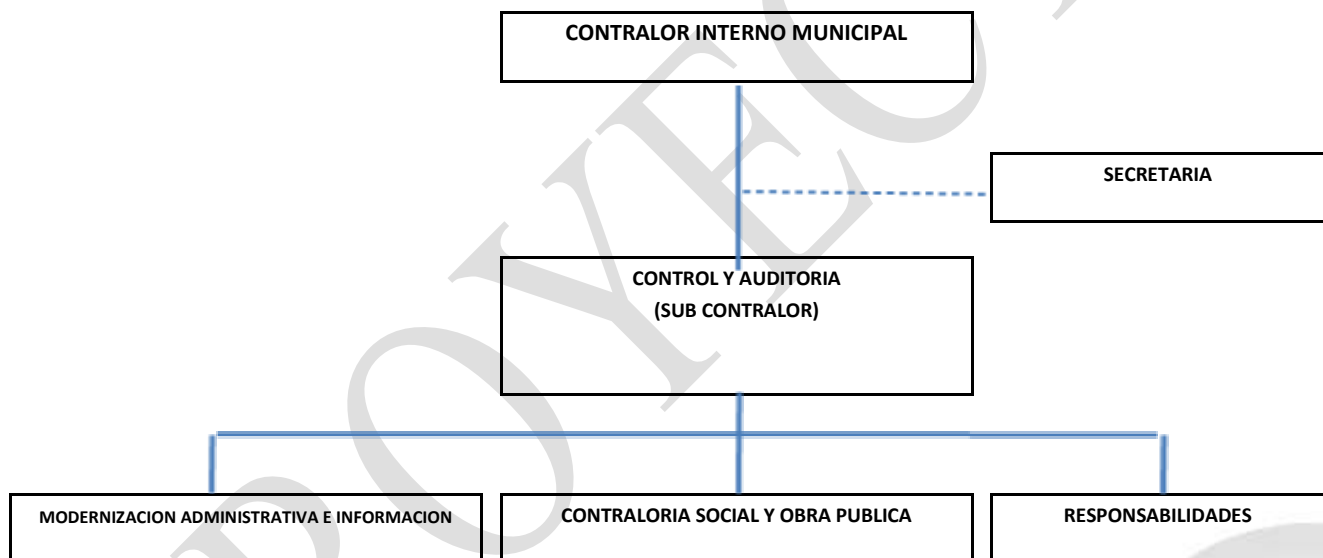 CONTRALOR INTERNO MUNICIPAL
SECRETARIA
CONTROL Y AUDITORIA
(SUB CONTRALOR)
MODERNIZACION ADMINISTRATIVA E INFORMACION
CONTRALORIA SOCIAL Y OBRA PUBLICA
RESPONSABILIDADES